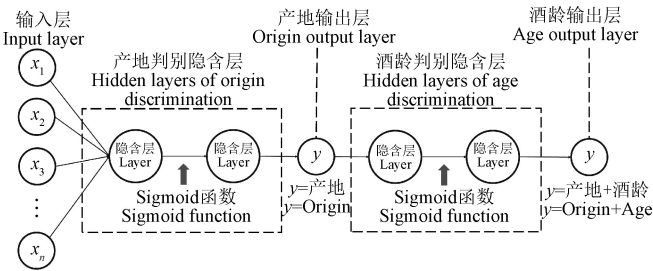 输入层
Input layer
x1
x2
x3
⋮
xn
产地判别隐含层
Hidden layers of origin
discrimination
隐含层
Layer
隐含层
Layer
Sigmoid函数
Sigmoid function
产地输出层
Origin output layer
y
y=产地
y=Origin
酒龄判别隐含层
Hidden layers of age
discrimination
隐含层
Layer
隐含层
Layer
Sigmoid函数
Sigmoid function
酒龄输出层
Age output layer
y
y=产地+酒龄
y=Origin+Age